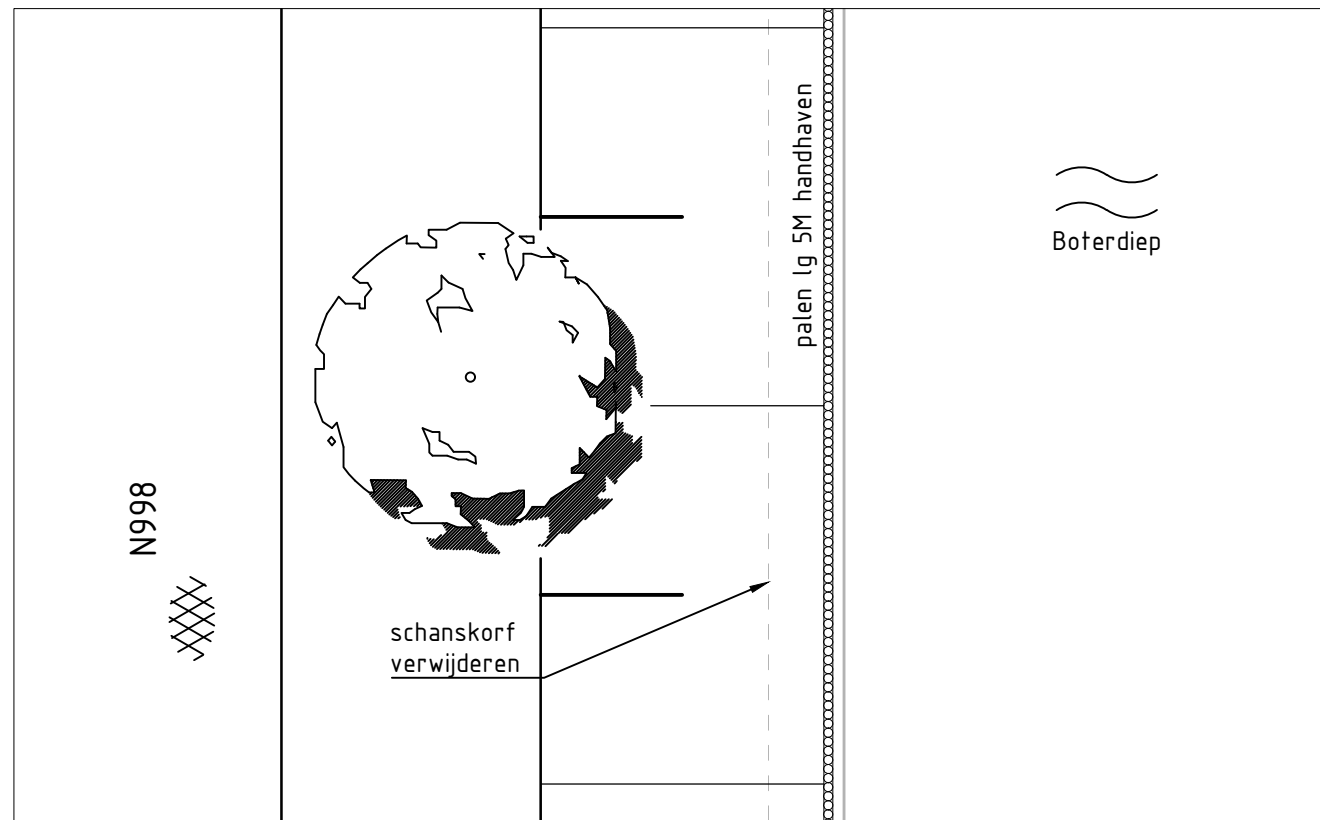 N998
schanskorf
verwijderen
palen lg 5M handhaven
Boterdiep